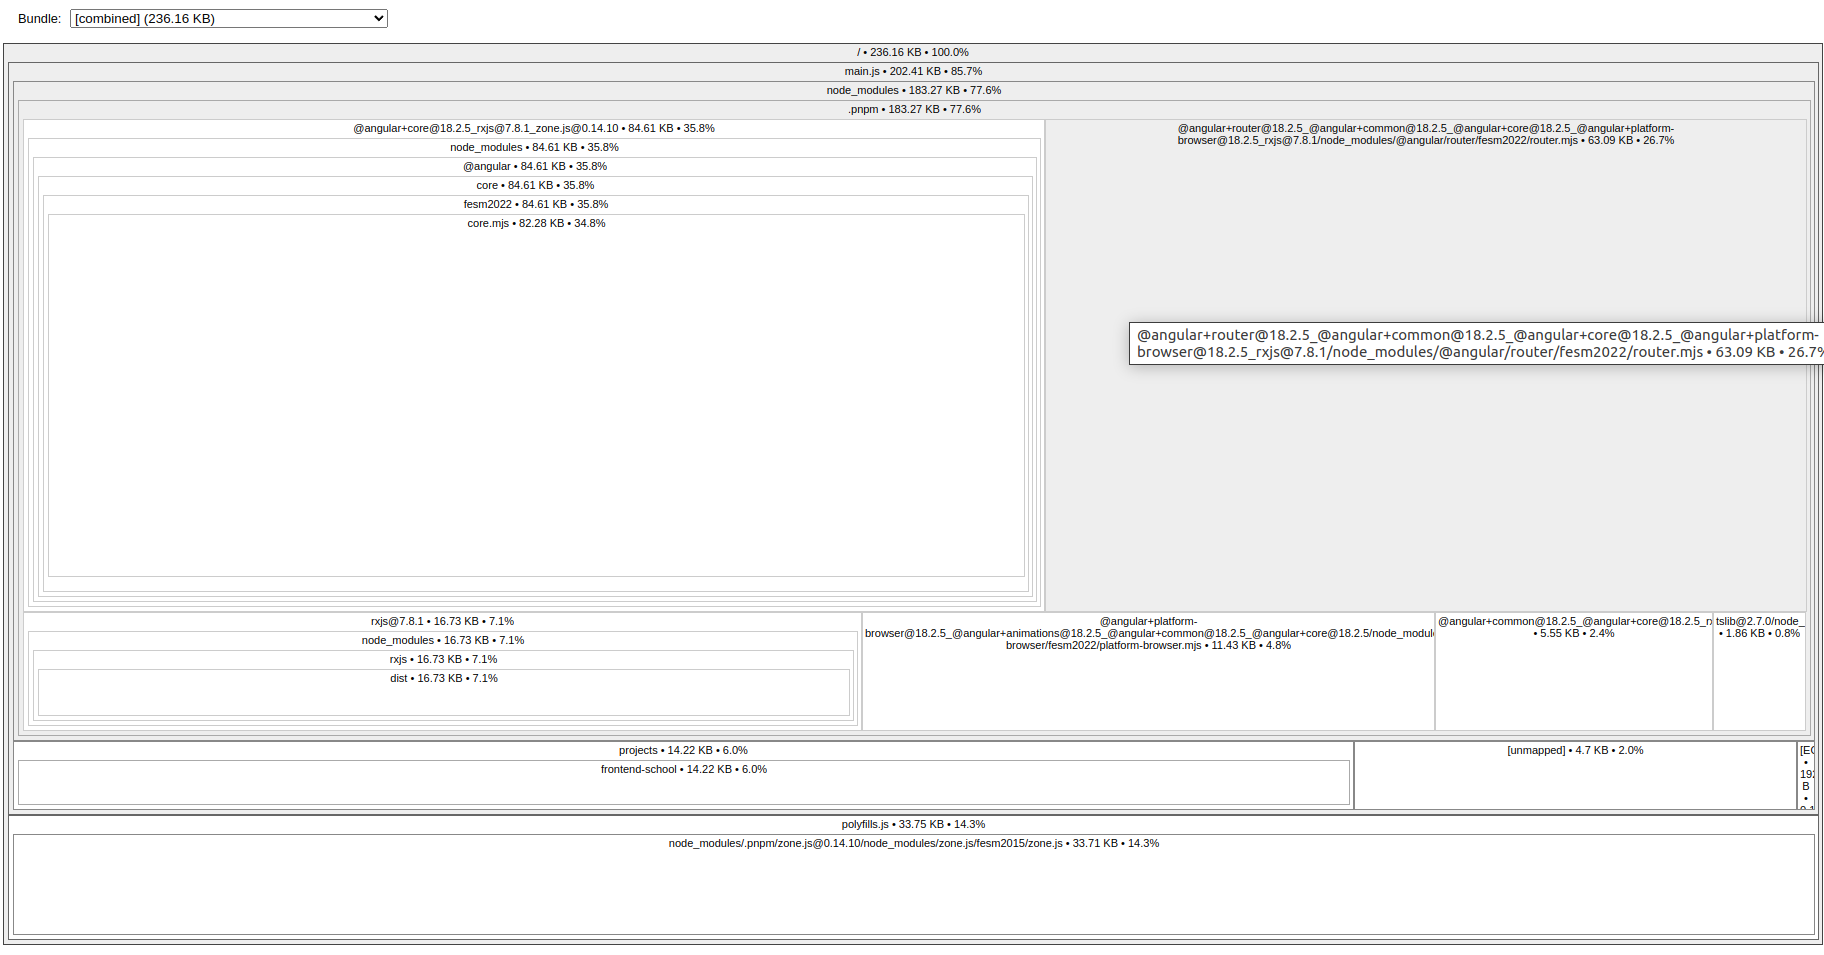 Bundle: [combined] (236.16 KB)
/ • 236.16 KB • 100.0%
main.js • 202.41 KB • 85.7%
node_modules • 183.27 KB • 77.6%
.pnpm • 183.27 KB • 77.6%
@angular+core@18.2.5_rxjs@7.8.1_zone.js@0.14.10 • 84.61 KB • 35.8%
node_modules • 84.61 KB • 35.8%
@angular • 84.61 KB • 35.8%
core • 84.61 KB • 35.8%
fesm2022 • 84.61 KB • 35.8%
core.mjs • 82.28 KB • 34.8%
@angular+router@18.2.5_@angular+common@18.2.5_@angular+core@18.2.5_@angular+platform-
browser@18.2.5_rxjs@7.8.1/node_modules/@angular/router/fesm2022/router.mjs • 63.09 KB • 26.7%
@angular+router@18.2.5_@angular+common@18.2.5_@angular+core@18.2.5_@angular+platform-
browser@18.2.5_rxjs@7.8.1/node_modules/@angular/router/fesm2022/router.mjs • 63.09 KB • 26.7%
rxjs@7.8.1 • 16.73 KB • 7.1%
node_modules • 16.73 KB • 7.1%
rxjs • 16.73 KB • 7.1%
dist • 16.73 KB • 7.1%
@angular+platform-
browser@18.2.5_@angular+animations@18.2.5_@angular+common@18.2.5_@angular+core@18.2.5/node_modul
browser/fesm2022/platform-browser.mjs • 11.43 KB • 4.8%
@angular+common@18.2.5_@angular+core@18.2.5_r
• 5.55 KB • 2.4%
tslib@2.7.0/node_
• 1.86 KB • 0.8%
projects • 14.22 KB • 6.0%
frontend-school • 14.22 KB • 6.0%
[unmapped] • 4.7 KB • 2.0%
•
B
•
polyfills.js • 33.75 KB • 14.3%
node_modules/.pnpm/zone.js@0.14.10/node_modules/zone.js/fesm2015/zone.js • 33.71 KB • 14.3%